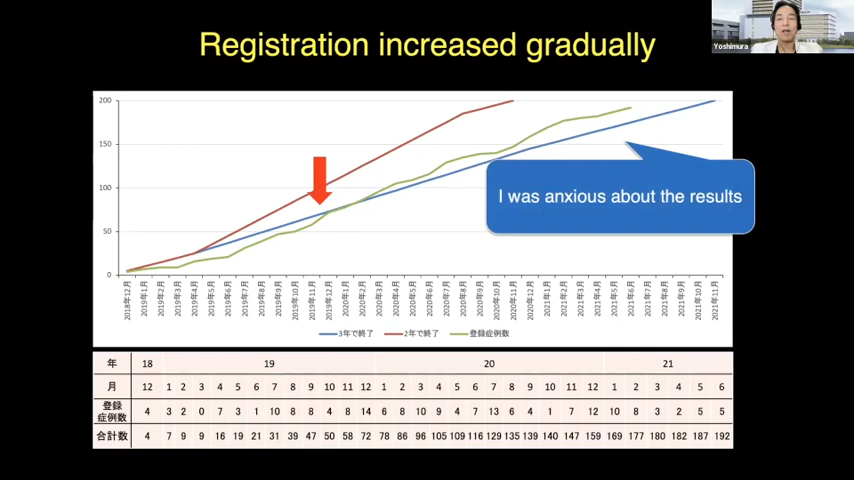 Registration increased gradually
Yoshimura
200
150
100
50
0
I was anxious about the results
2018年12月 2019年1月 2019年2月 2019年3月 2019年4月 2019年5月 2019年6月 2019年7月 2019年8月 2019年9月 2019年10月 2019年11月 2019年12月 2020年1月 2020年2月 2020年3月 2020年4月 2020年5月 2020年6月 2020年7月 2020年8月 2020年9月 2020年10月 2020年11月 2020年12月 2021年1月 2021年2月 2021年3月 2021年4月 2021年5月 2021年6月 2021年7月 2021年8月 2021年9月 2021年10月 2021年11月
3年で終了 2年で終了 登録症例数
年 18 19 20 21
月 12 1 2 3 4 5 6 7 8 9 10 11 12 1 2 3 4 5 6 7 8 9 10 11 12 1 2 3 4 5 6
登録
症例数 4 3 2 0 7 3 1 10 8 8 4 8 14 6 8 10 9 4 7 13 6 4 1 7 12 10 8 3 2 5 5
合計数 4 7 9 9 16 19 21 31 39 47 50 58 72 78 86 96 105 109 116 129 135 139 140 147 159 169 177 180 182 187 192